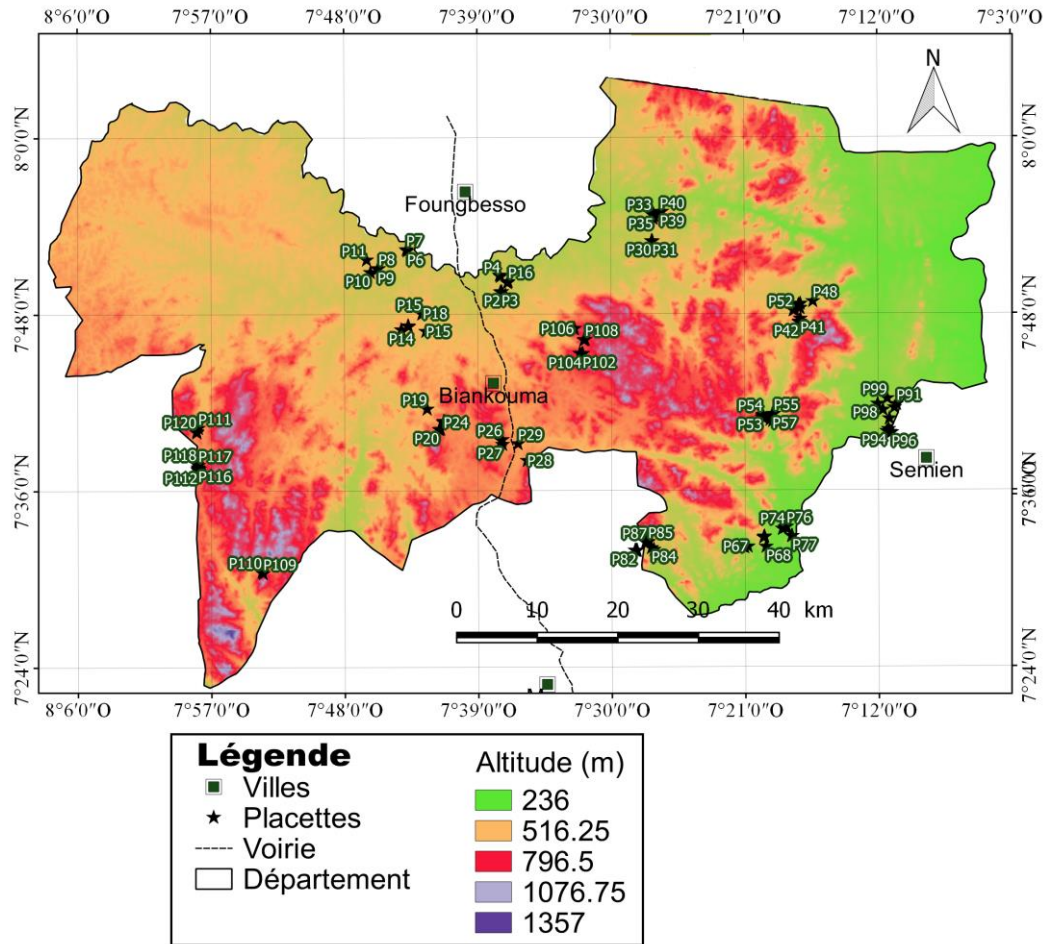 8°6'0"O 7°57'0"O 7°48'0"O 7°39'0"O 7°30'0"O 7°21'0"O 7°12'0"O 7°3'0"O
N
8°0'0"N 8°0'0"N
Foungbesso
P33 P40
P35 P39
P30 P31
P7
P11 P8 P6
P10 P9
P4 P16
P2 P3
P52 P48
P42 P41
7°48'0"N 7°48'0"N
P15 P18
P14 P15
P106 P108
P104 P102
Biankouma
P19
P24
P20
P26 P29
P27 P28
P54 P55
P53 P57
P99 P91
P98
P94 P96
Semien
P120 P111
P118 P117
P112 P116
7°36'0"N
P74 P76
P67 P68 P77
P87 P85
P82 P84
P110 P109
0 10 20 30 40 km
7°24'0"N 7°24'0"N
8°6'0"O 7°57'0"O 7°48'0"O 7°39'0"O 7°30'0"O 7°21'0"O 7°12'0"O 7°3'0"O
Légende
Villes
Placettes
Voirie
Département
Altitude (m)
236
516.25
796.5
1076.75
1357